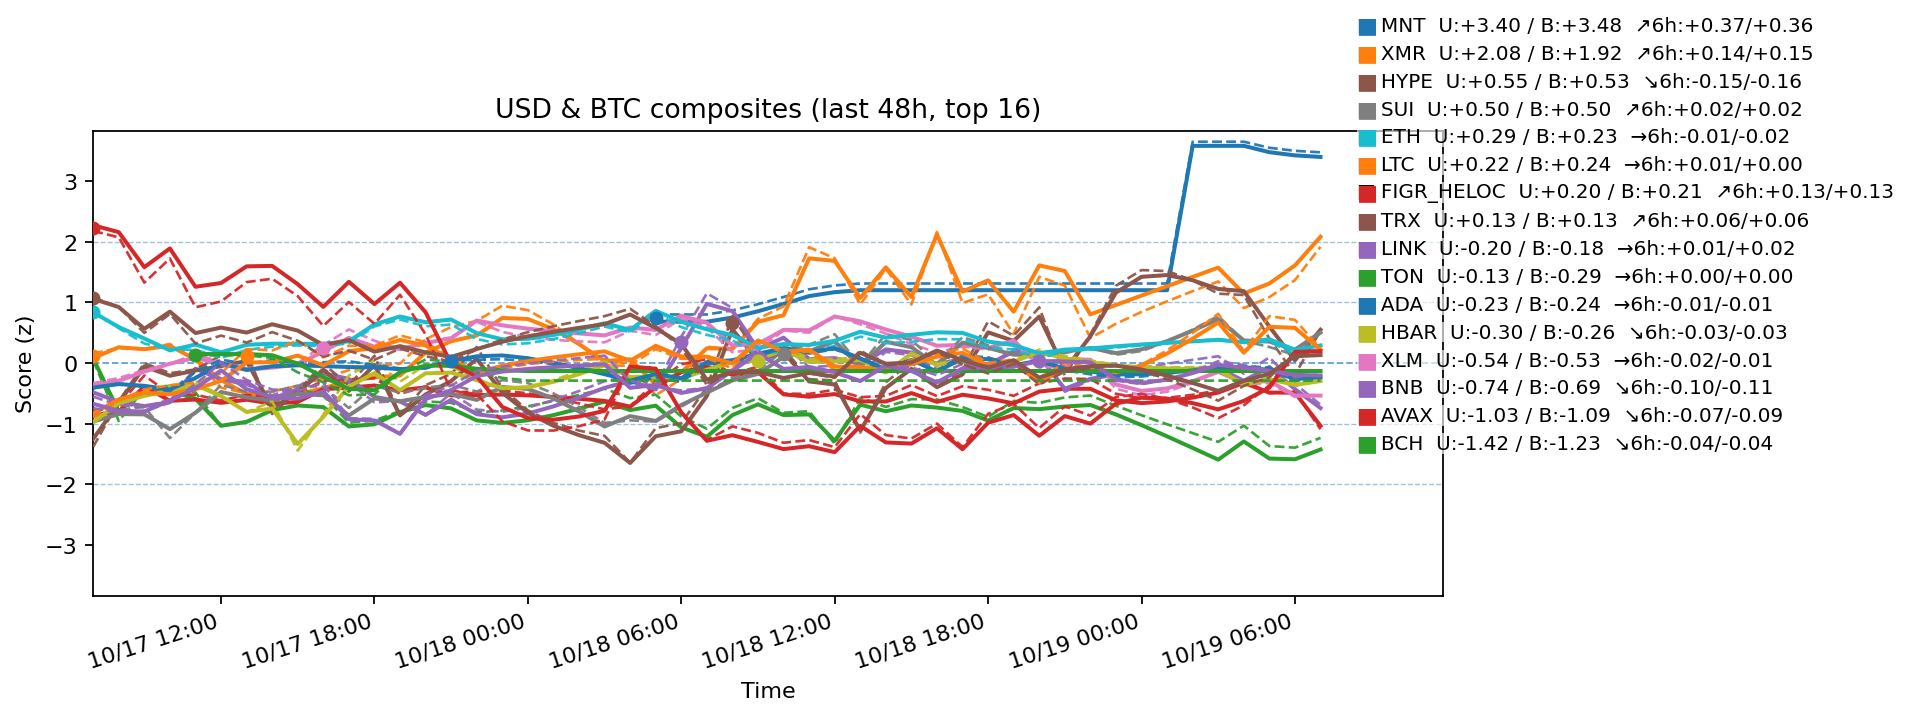 MNT U:+3.40 / B:+3.48 ↗6h:+0.37/+0.36
XMR U:+2.08 / B:+1.92 ↗6h:+0.14/+0.15
HYPE U:+0.55 / B:+0.53 ↘6h:-0.15/-0.16
SUI U:+0.50 / B:+0.50 ↗6h:+0.02/+0.02
ETH U:+0.29 / B:+0.23 →6h:-0.01/-0.02
LTC U:+0.22 / B:+0.24 →6h:+0.01/+0.00
FIGR_HELOC U:+0.20 / B:+0.21 ↗6h:+0.13/+0.13
TRX U:+0.13 / B:+0.13 ↗6h:+0.06/+0.06
LINK U:-0.20 / B:-0.18 →6h:+0.01/+0.02
TON U:-0.13 / B:-0.29 →6h:+0.00/+0.00
ADA U:-0.23 / B:-0.24 →6h:-0.01/-0.01
HBAR U:-0.30 / B:-0.26 ↘6h:-0.03/-0.03
XLM U:-0.54 / B:-0.53 →6h:-0.02/-0.01
BNB U:-0.74 / B:-0.69 ↘6h:-0.10/-0.11
AVAX U:-1.03 / B:-1.09 ↘6h:-0.07/-0.09
BCH U:-1.42 / B:-1.23 ↘6h:-0.04/-0.04
USD & BTC composites (last 48h, top 16)
Score (z)
3
2
1
0
−1
−2
−3
10/17 12:00
10/17 18:00
10/18 00:00
10/18 06:00
10/18 12:00
10/18 18:00
10/19 00:00
10/19 06:00
Time